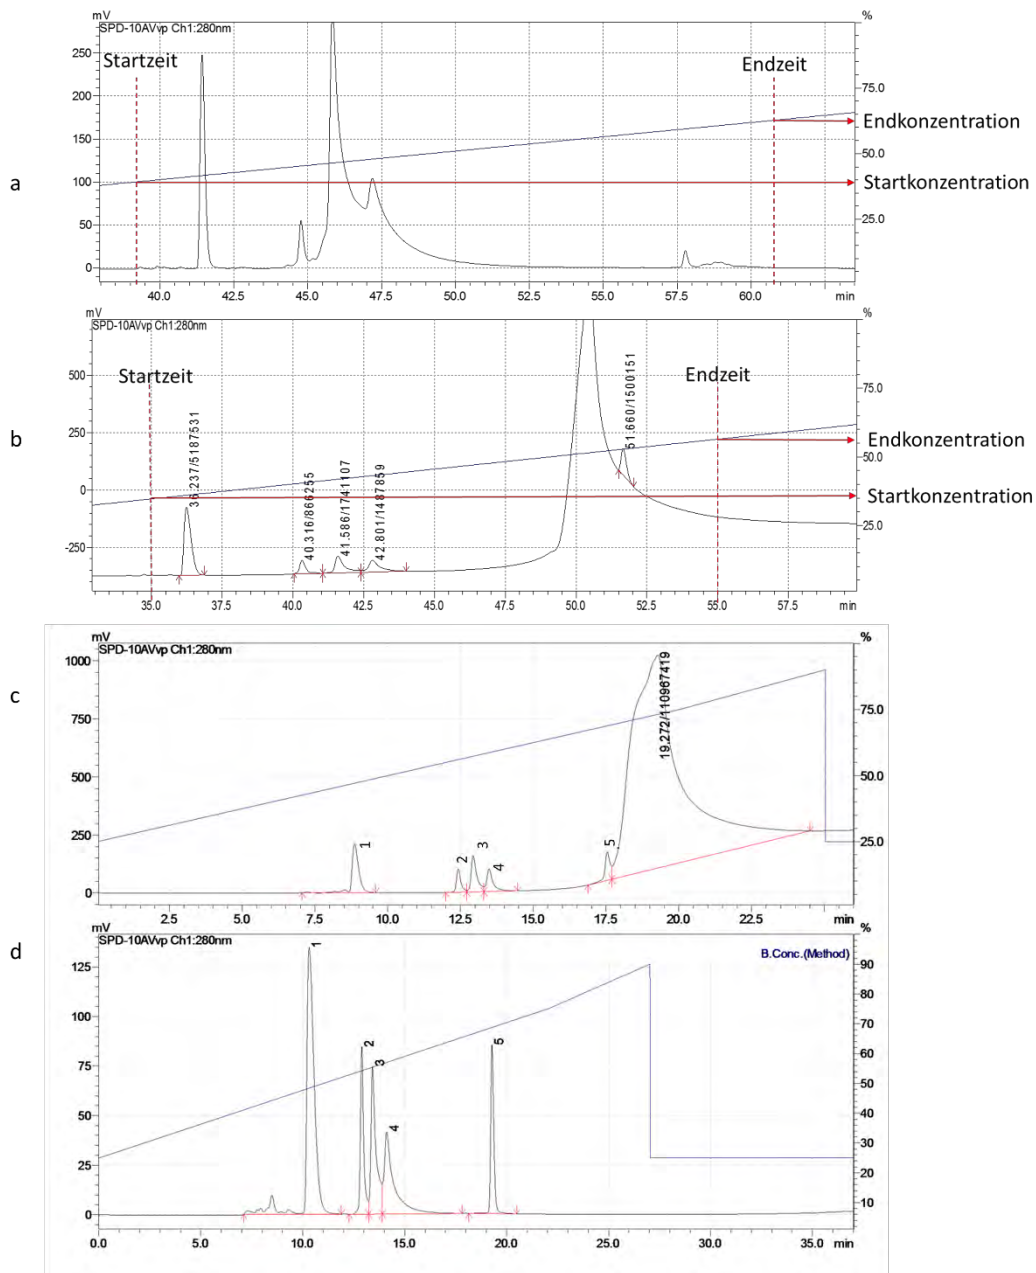 mV
%
SPD-10AVvp Ch1:280nm
Startzeit
Endzeit
250
200
150
100
50
0
75.0
50.0
25.0
Endkonzentration
Startkonzentration
a
40.0 42.5 45.0 47.5 50.0 52.5 55.0 57.5 60.0 min
mV
%
SPD-10AVvp Ch1:280nm
Startzeit
Endzeit
500
250
0
-250
75.0
50.0
25.0
36.237/5187531
40.316/866255
41.586/1741107
42.801/1487859
51.660/1500151
Endkonzentration
Startkonzentration
b
35.0 37.5 40.0 42.5 45.0 47.5 50.0 52.5 55.0 57.5 min
mV
%
SPD-10AVvp Ch1:280nm
c
1000
750
500
250
0
75.0
50.0
25.0
1
2
3
4
5
19.272/110967419
2.5 5.0 7.5 10.0 12.5 15.0 17.5 20.0 22.5 min
mV
%
SPD-10AVvp Ch1:280nm
B.Conc.(Method)
d
125
100
75
50
25
0
90
80
70
60
50
40
30
20
10
1
2
3
4
5
0.0 5.0 10.0 15.0 20.0 25.0 30.0 35.0 min